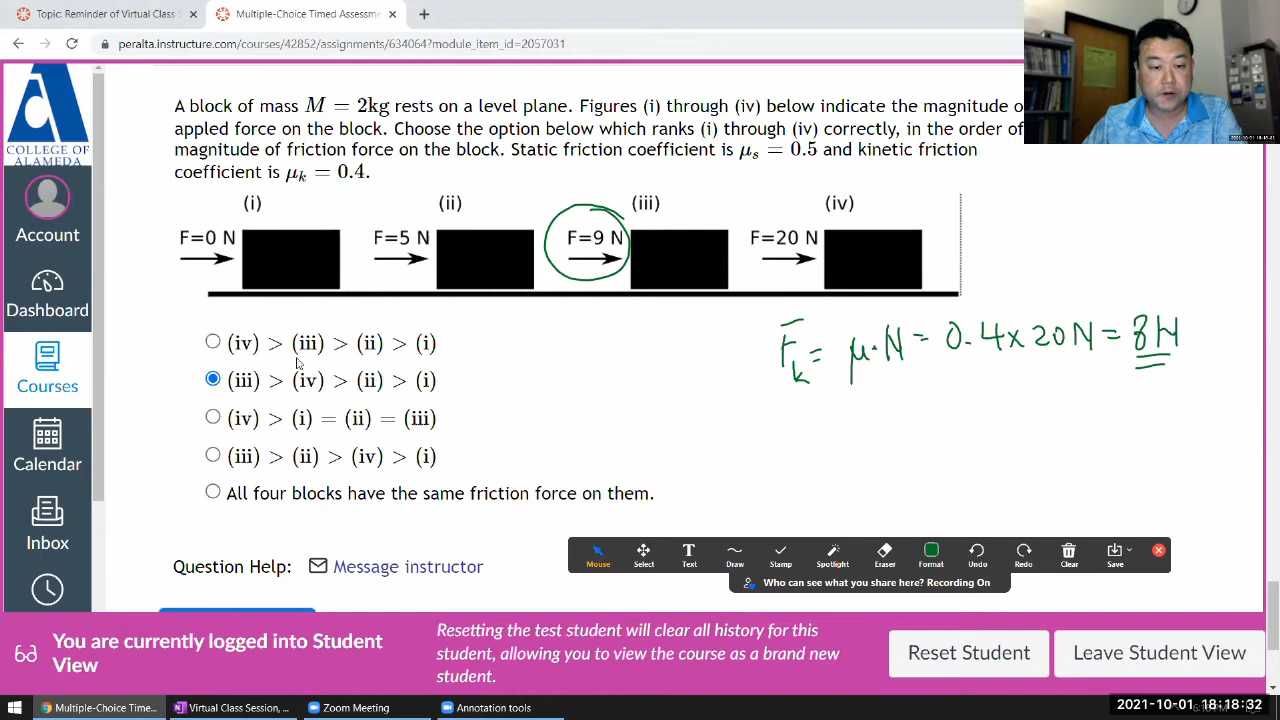 Topic: Reminder of Virtual Class S
Multiple-Choice Timed Assessme
peralta.instructure.com/courses/42852/assignments/634064?module_item_id=2057031
COLLEGE OF
ALAMEDA
Account
Dashboard
Courses
Calendar
Inbox
A block of mass M = 2kg rests on a level plane. Figures (i) through (iv) below indicate the magnitude o
appled force on the block. Choose the option below which ranks (i) through (iv) correctly, in the order of
magnitude of friction force on the block. Static friction coefficient is μs = 0.5 and kinetic friction
coefficient is μk = 0.4.
(i) (ii) (iii) (iv)
F=0 N F=5 N F=9 N F=20 N
(iv) > (iii) > (ii) > (i)
(iii) > (iv) > (ii) > (i)
(iv) > (i) = (ii) = (iii)
(iii) > (ii) > (iv) > (i)
All four blocks have the same friction force on them.
Fk = μ·N = 0.4 x 20N = 8N
Question Help: Message instructor
Mouse Select Text Draw Stamp Spotlight Eraser Format Undo Redo Clear Save
Who can see what you share here? Recording On
You are currently logged into Student
View
Resetting the test student will clear all history for this
student, allowing you to view the course as a brand new
student.
Reset Student
Leave Student View
Multiple-Choice Time...
Virtual Class Session, ...
Zoom Meeting
Annotation tools
2021-10-01 18:18:32